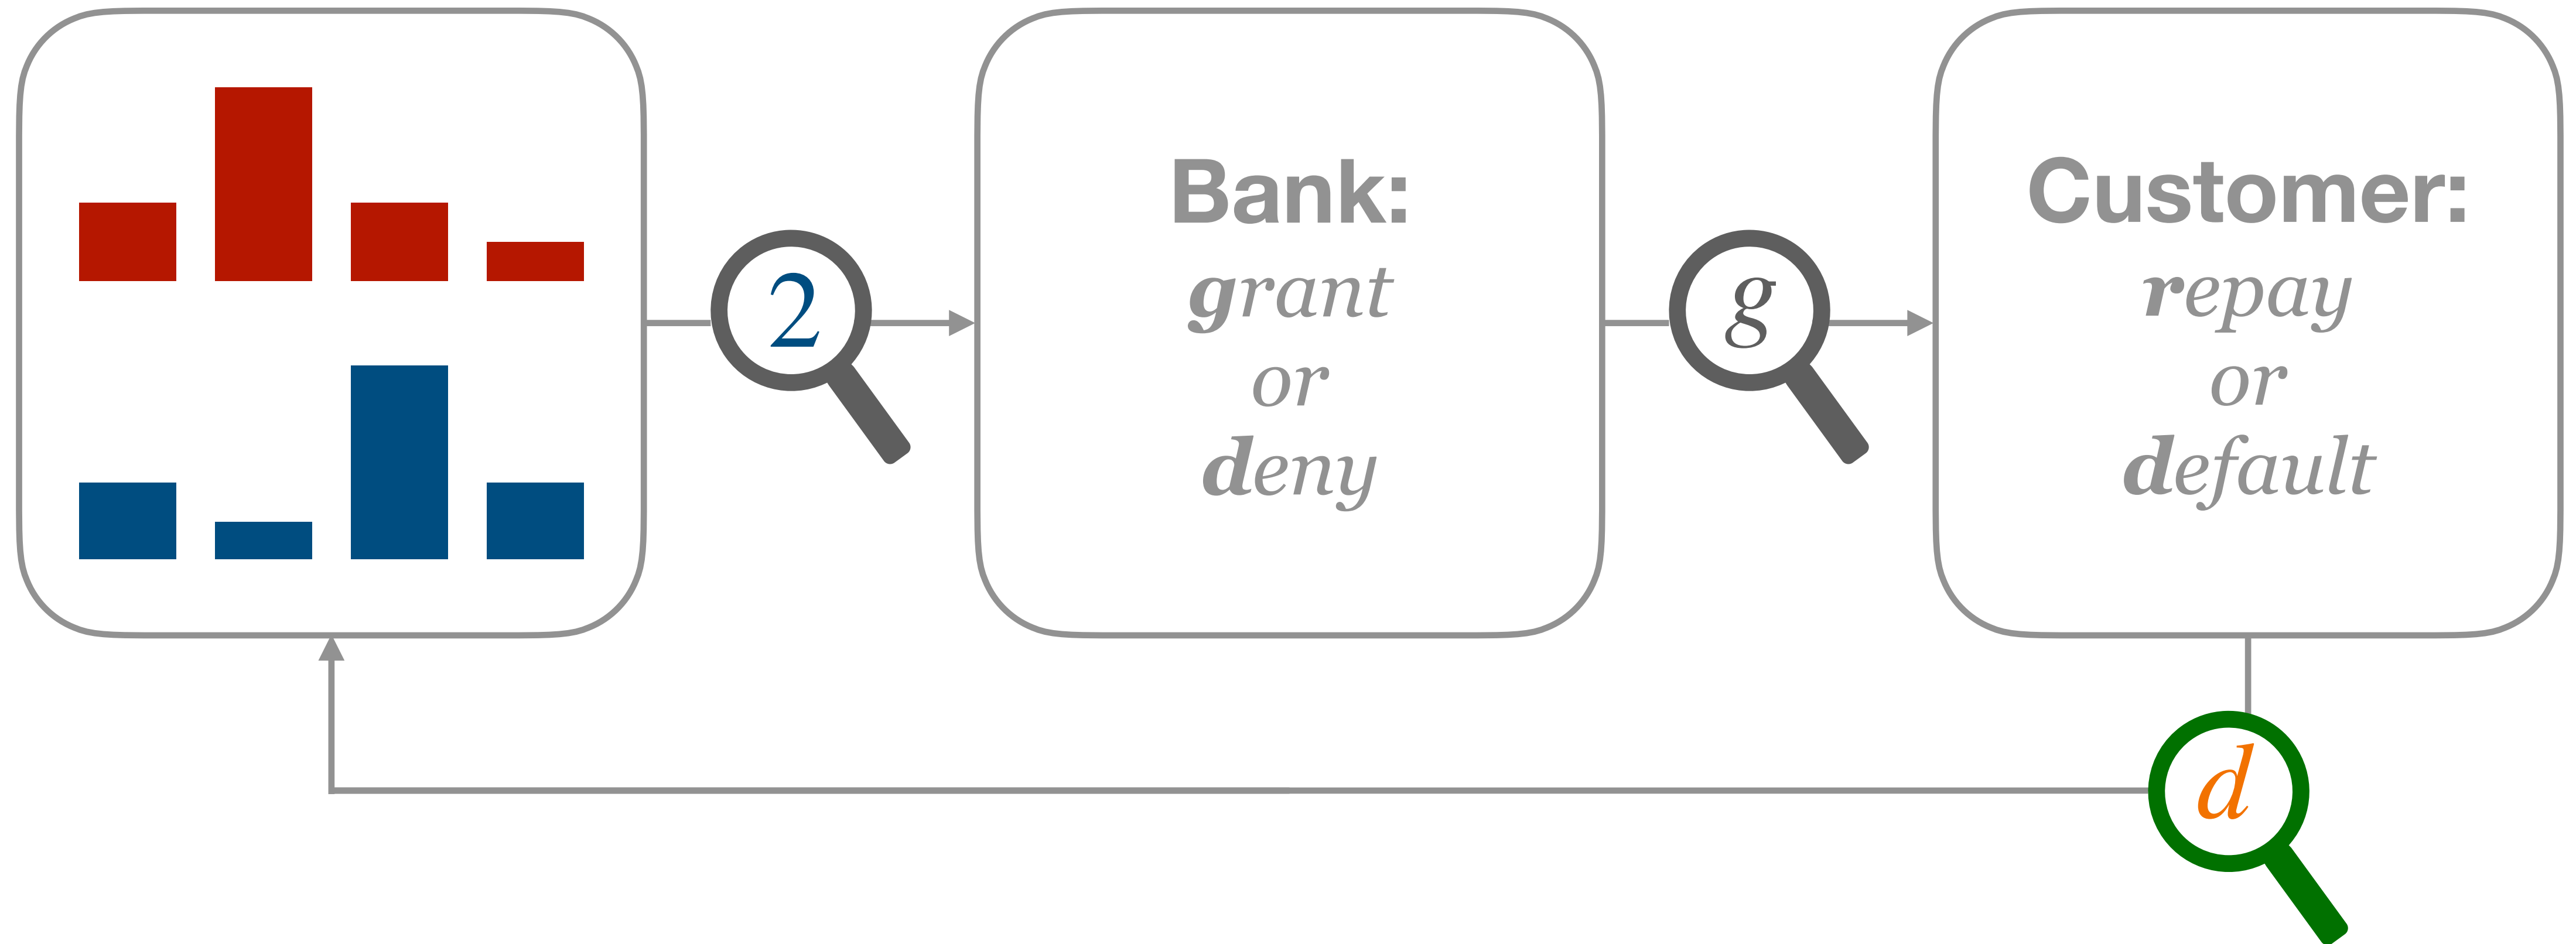 2
Bank:
grant
or
deny
g
Customer:
repay
or
default
d